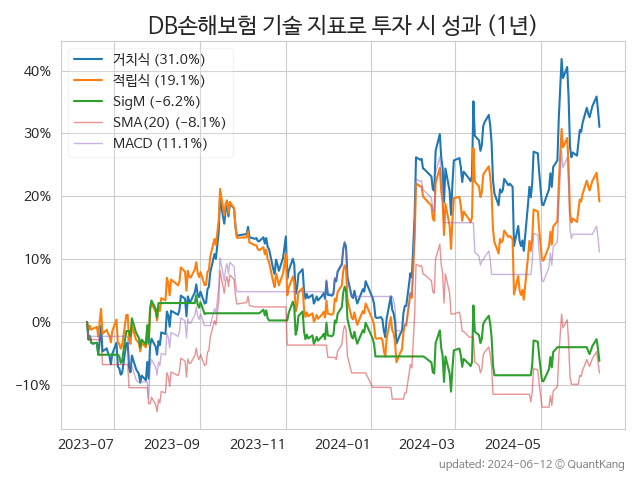 DB손해보험 기술 지표로 투자 시 성과 (1년)
거치식 (31.0%)
적립식 (19.1%)
SigM (−6.2%)
SMA(20) (−8.1%)
MACD (11.1%)
40%
30%
20%
10%
0%
−10%
2023-07
2023-09
2023-11
2024-01
2024-03
2024-05
updated: 2024-06-12 © QuantKang